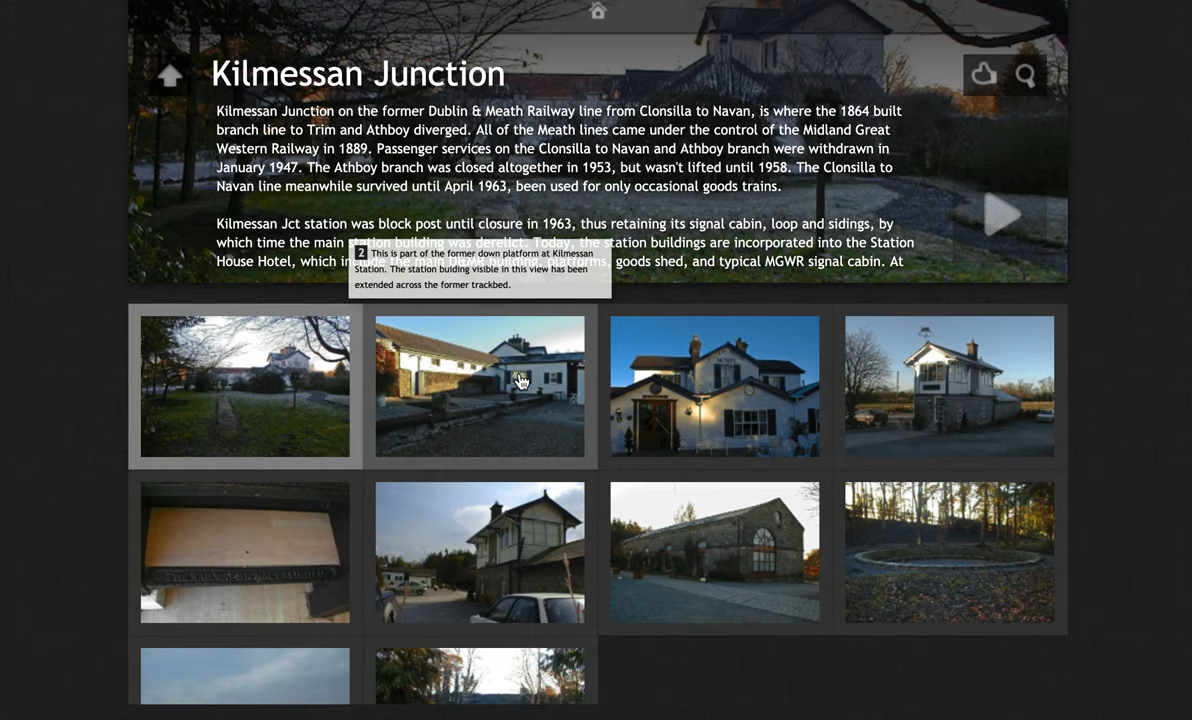 Kilmessan Junction
Kilmessan Junction on the former Dublin & Meath Railway line from Clonsilla to Navan, is where the 1864 built
branch line to Trim and Athboy diverged. All of the Meath lines came under the control of the Midland Great
Western Railway in 1889. Passenger services on the Clonsilla to Navan and Athboy branch were withdrawn in
January 1947. The Athboy branch was closed altogether in 1953, but wasn't lifted until 1958. The Clonsilla to
Navan line meanwhile survived until April 1963, been used for only occasional goods trains.
Kilmessan Jct station was block post until closure in 1963, thus retaining its signal cabin, loop and sidings, by
which time the main station building was derelict. Today, the station buildings are incorporated into the Station
House Hotel, which include the main D&MR building, platforms, goods shed, and typical MGWR signal cabin. At
2 This is part of the former down platform at Kilmessan
Station. The station buiding visible in this view has been
extended across the former trackbed.